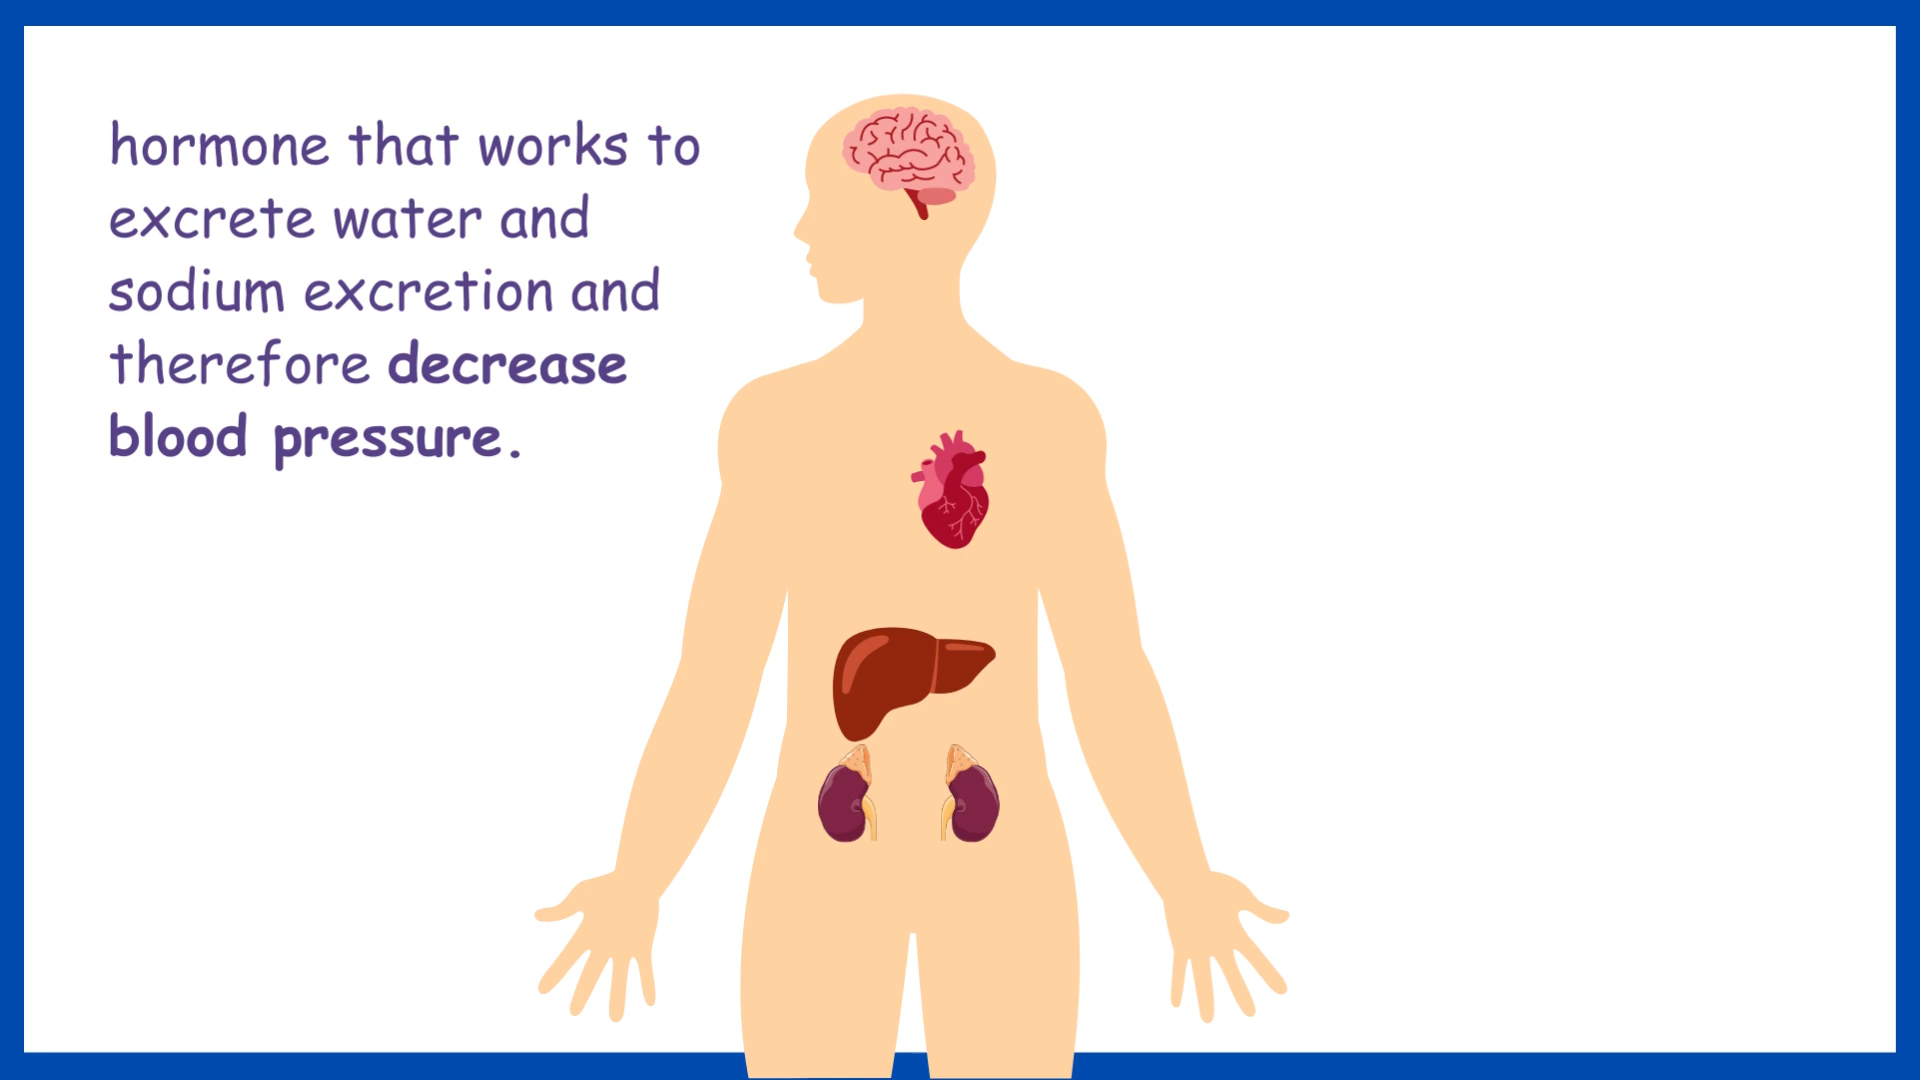 hormone that works to
excrete water and
sodium excretion and
therefore decrease
blood pressure.